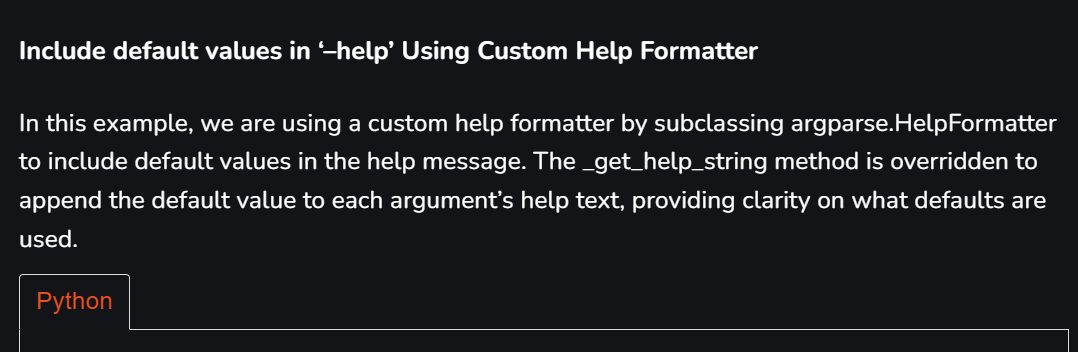 Include default values in ‘–help’ Using Custom Help Formatter
In this example, we are using a custom help formatter by subclassing argparse.HelpFormatter
to include default values in the help message. The _get_help_string method is overridden to
append the default value to each argument’s help text, providing clarity on what defaults are
used.
Python